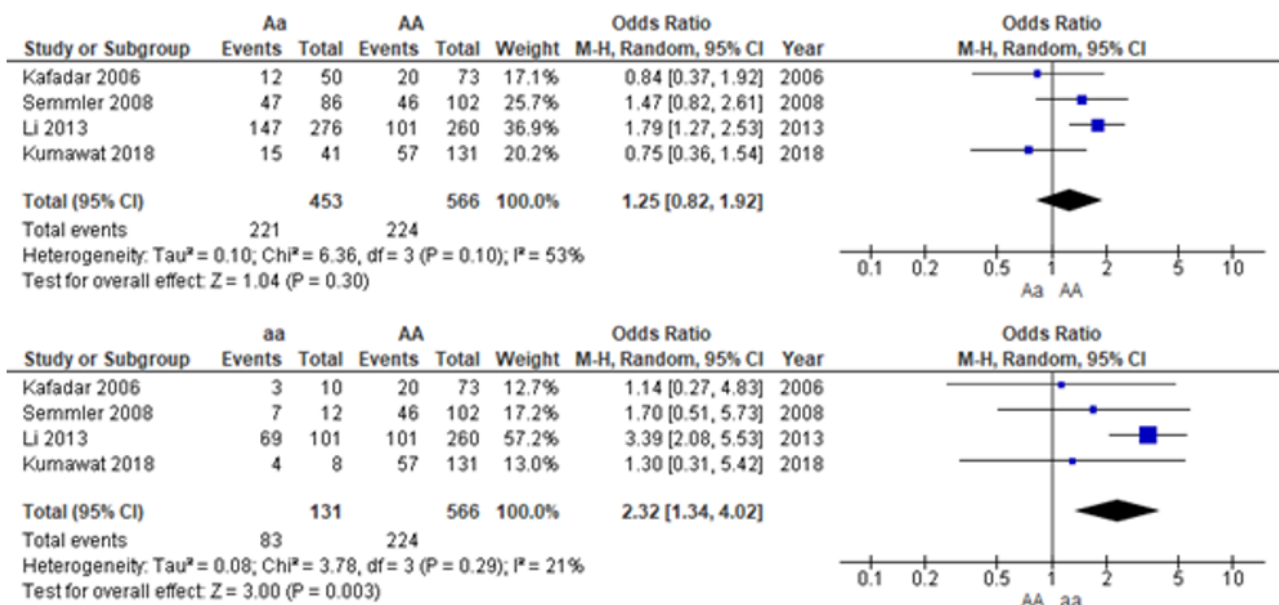 Aa AA Odds Ratio Odds Ratio
Study or Subgroup Events Total Events Total Weight M-H, Random, 95% CI Year M-H, Random, 95% CI
Kafadar 2006 12 50 20 73 17.1% 0.84 [0.37, 1.92] 2006
Semmler 2008 47 86 46 102 25.7% 1.47 [0.82, 2.61] 2008
Li 2013 147 276 101 260 36.9% 1.79 [1.27, 2.53] 2013
Kumawat 2018 15 41 57 131 20.2% 0.75 [0.36, 1.54] 2018
Total (95% CI) 453 566 100.0% 1.25 [0.82, 1.92]
Total events 221 224
Heterogeneity: Tau² = 0.10; Chi² = 6.36, df = 3 (P = 0.10); I² = 53%
Test for overall effect: Z = 1.04 (P = 0.30)
0.1 0.2 0.5 1 2 5 10
Aa AA
aa AA Odds Ratio Odds Ratio
Study or Subgroup Events Total Events Total Weight M-H, Random, 95% CI Year M-H, Random, 95% CI
Kafadar 2006 3 10 20 73 12.7% 1.14 [0.27, 4.83] 2006
Semmler 2008 7 12 46 102 17.2% 1.70 [0.51, 5.73] 2008
Li 2013 69 101 101 260 57.2% 3.39 [2.08, 5.53] 2013
Kumawat 2018 4 8 57 131 13.0% 1.30 [0.31, 5.42] 2018
Total (95% CI) 131 566 100.0% 2.32 [1.34, 4.02]
Total events 83 224
Heterogeneity: Tau² = 0.08; Chi² = 3.78, df = 3 (P = 0.29); I² = 21%
Test for overall effect: Z = 3.00 (P = 0.003)
0.1 0.2 0.5 1 2 5 10
AA aa